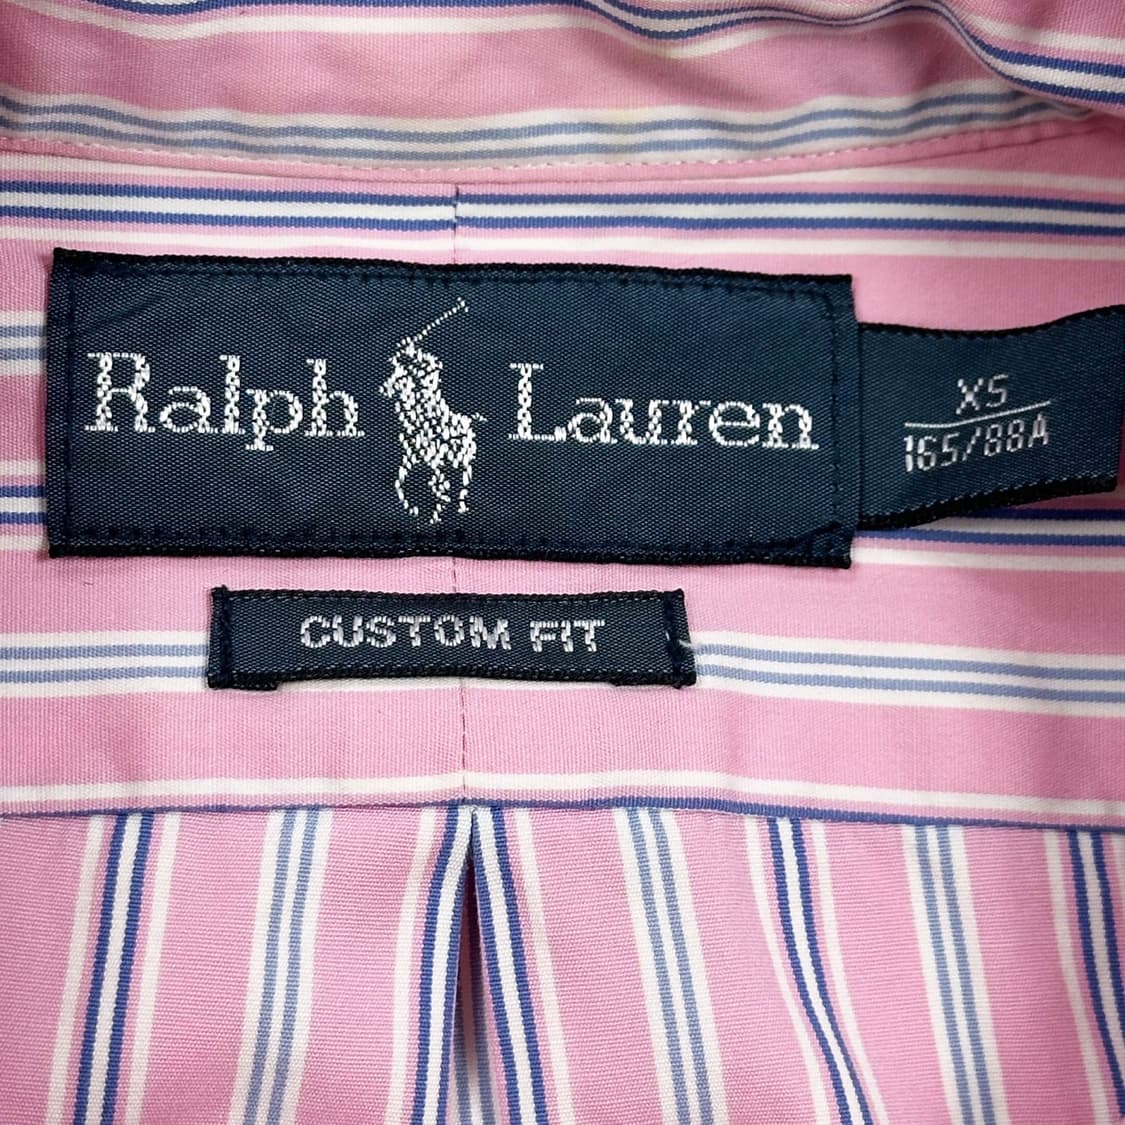 Ralph Lauren
XS
165/88A
CUSTOM FIT